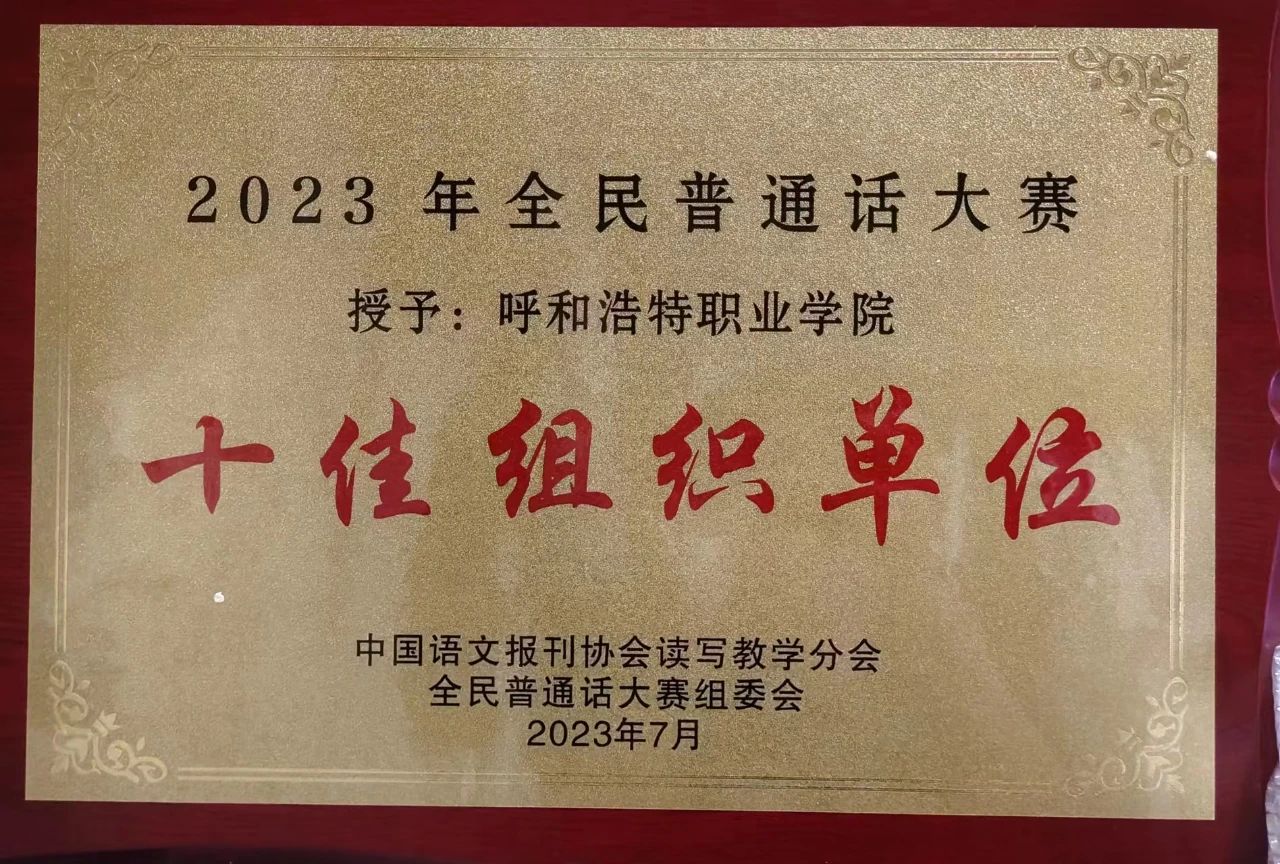 2023 年全民普通话大赛
授予：呼和浩特职业学院
十佳组织单位
中国语文报刊协会读写教学分会
全民普通话大赛组委会
2023年7月